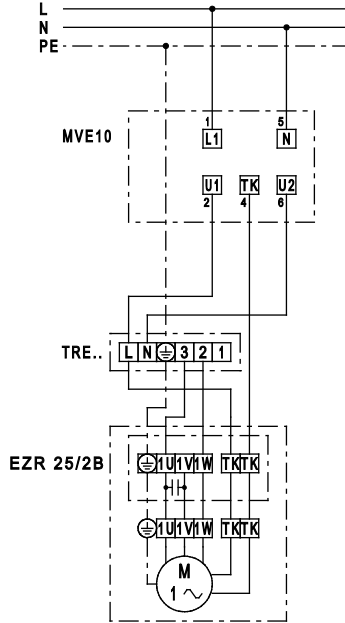 L
N
PE
MVE10
1 5
L1 N
U1 TK U2
2 4 6
TRE.. L N 3 2 1
EZR 25/2B 1U 1V 1W TK TK
1U 1V 1W TK TK
M
1 ~